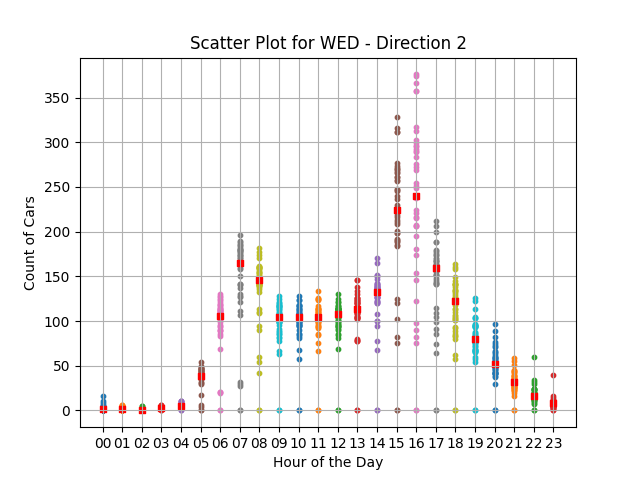 Scatter Plot for WED - Direction 2
Count of Cars
350
300
250
200
150
100
50
0
00 01 02 03 04 05 06 07 08 09 10 11 12 13 14 15 16 17 18 19 20 21 22 23
Hour of the Day